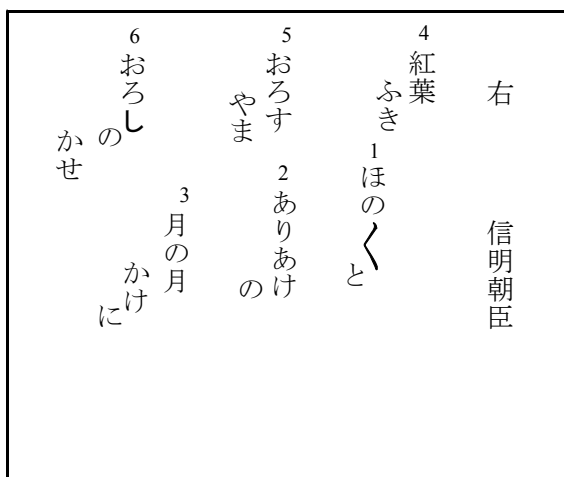 右 信明朝臣
1 ほの〱
と
2 ありあけ
の
3 月の月
かけ
に
4 紅葉
ふき
5 おろす
やま
6 おろし
の
かせ